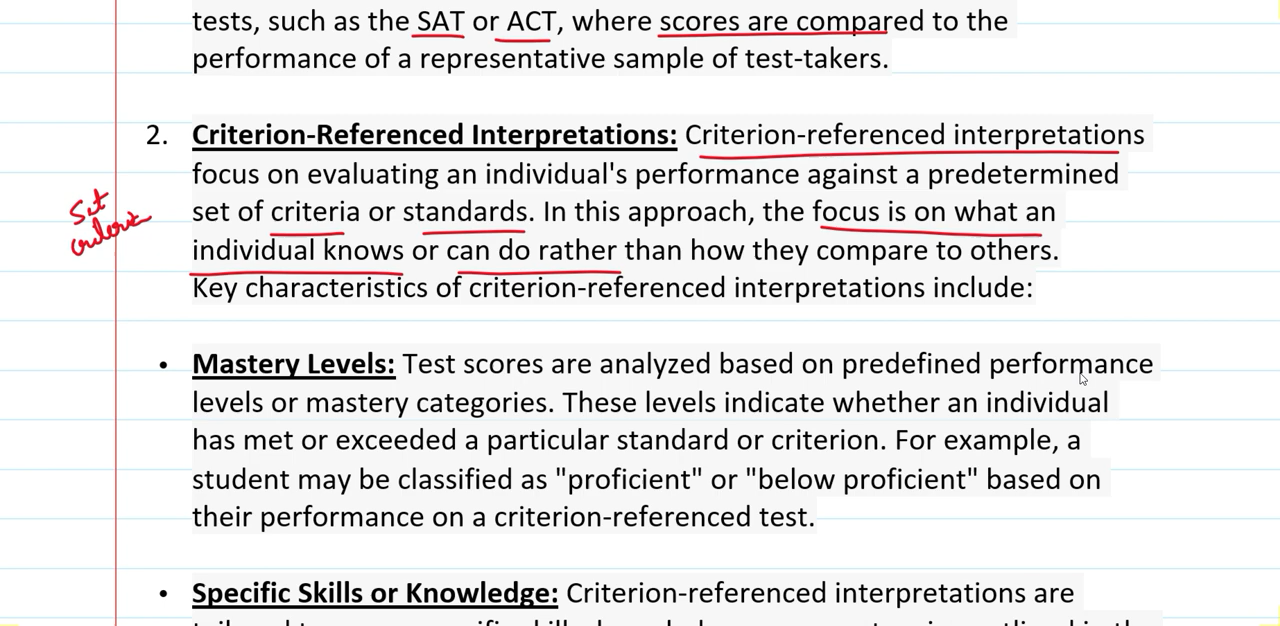 tests, such as the SAT or ACT, where scores are compared to the
performance of a representative sample of test-takers.
2. Criterion-Referenced Interpretations: Criterion-referenced interpretations
focus on evaluating an individual's performance against a predetermined
set of criteria or standards. In this approach, the focus is on what an
individual knows or can do rather than how they compare to others.
Key characteristics of criterion-referenced interpretations include:
Set
• Mastery Levels: Test scores are analyzed based on predefined performance
levels or mastery categories. These levels indicate whether an individual
has met or exceeded a particular standard or criterion. For example, a
student may be classified as "proficient" or "below proficient" based on
their performance on a criterion-referenced test.
• Specific Skills or Knowledge: Criterion-referenced interpretations are